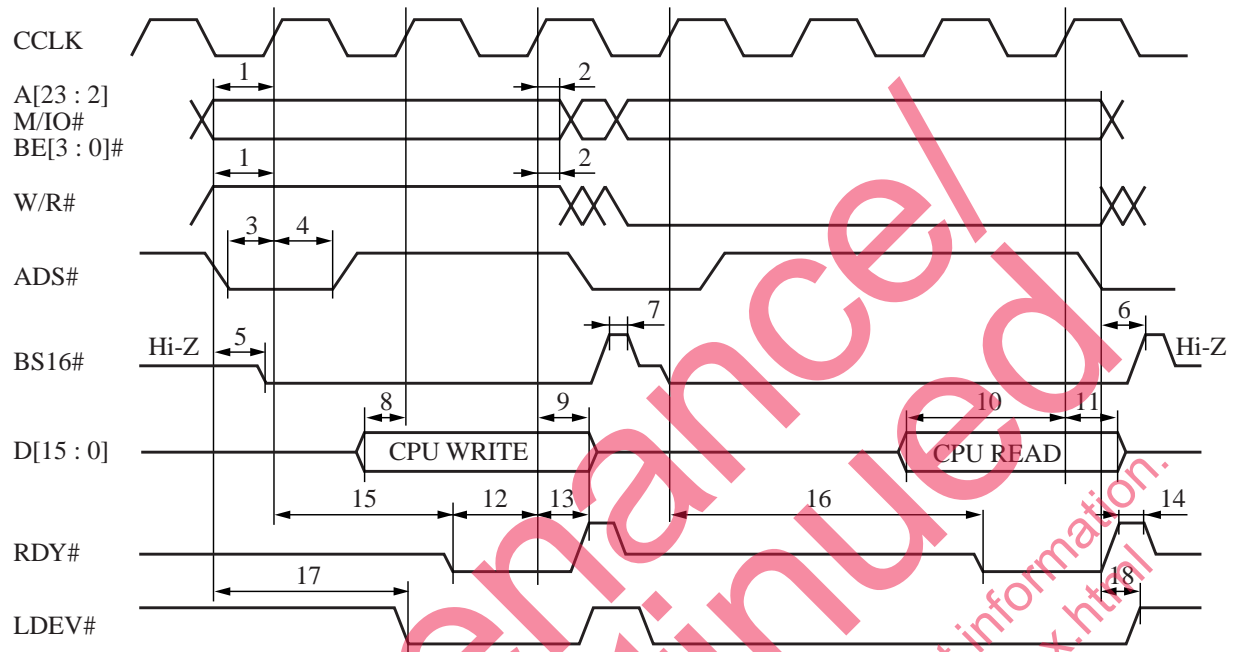 CCLK
1
2
A[23 : 2]
M/IO#
BE[3 : 0]#
1
2
W/R#
3
4
ADS#
7
6
Hi-Z
5
Hi-Z
BS16#
8
9
10
11
D[15 : 0]
CPU WRITE
CPU READ
15
12
13
16
14
RDY#
17
18
LDEV#
enance/
inued
t information.
x.html